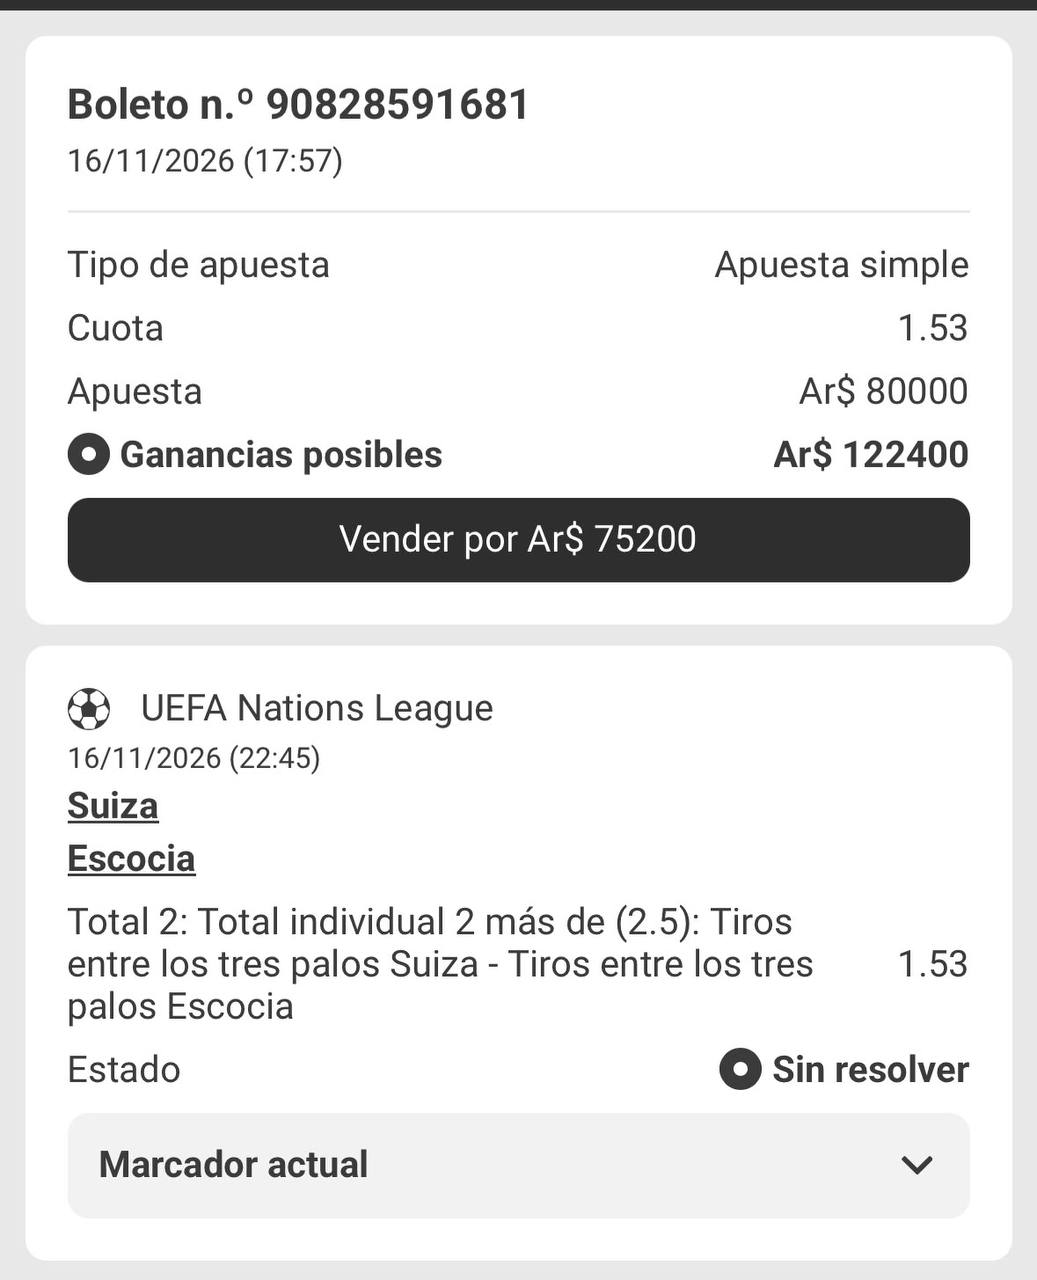 Boleto n.º 90828591681
16/11/2026 (17:57)
Tipo de apuesta Apuesta simple
Cuota 1.53
Apuesta Ar$ 80000
Ganancias posibles Ar$ 122400
Vender por Ar$ 75200
UEFA Nations League
16/11/2026 (22:45)
Suiza
Escocia
Total 2: Total individual 2 más de (2.5): Tiros
entre los tres palos Suiza - Tiros entre los tres 1.53
palos Escocia
Estado Sin resolver
Marcador actual